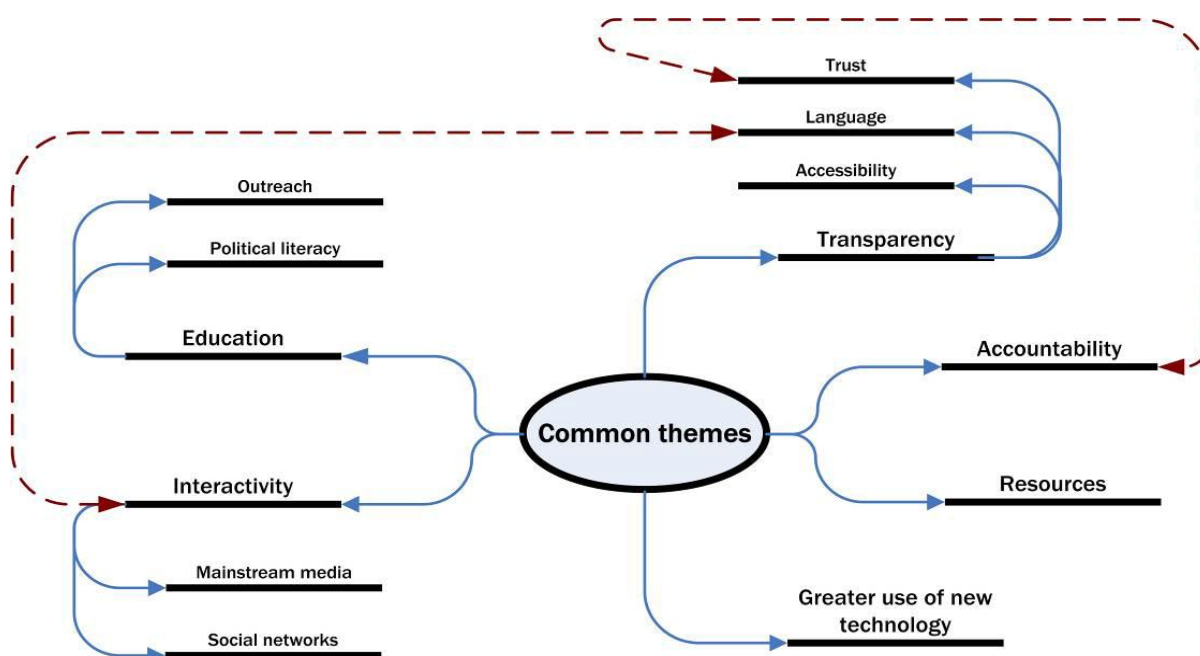 Trust
Language
Accessibility
Transparency
Outreach
Political literacy
Education
Accountability
Common themes
Interactivity
Resources
Mainstream media
Social networks
Greater use of new
technology